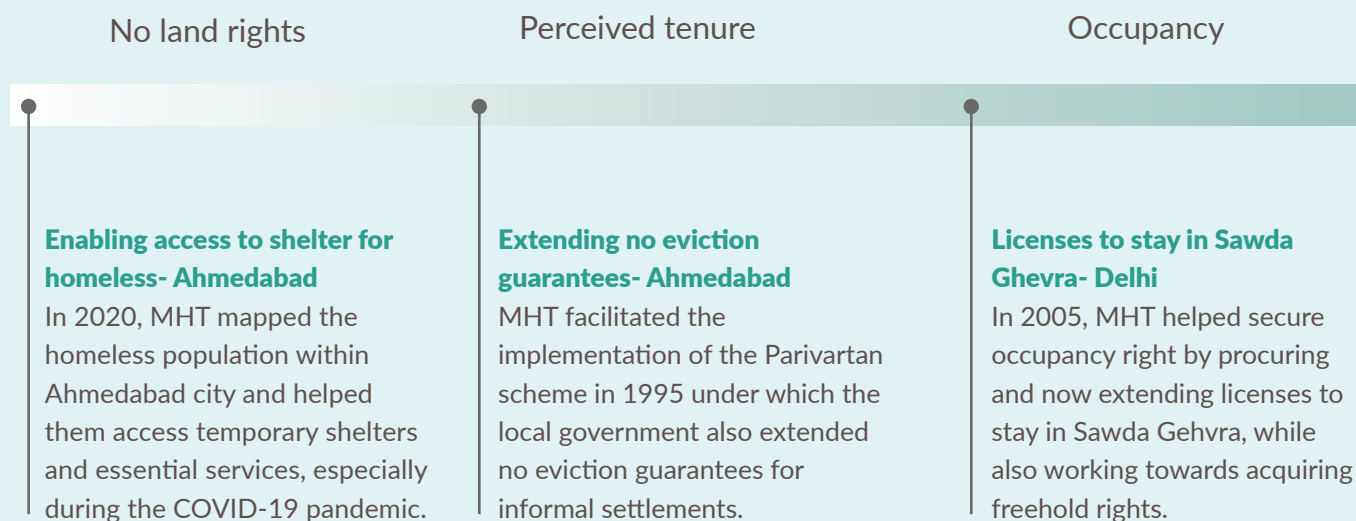 No land rights
Perceived tenure
Occupancy
Enabling access to shelter for
homeless- Ahmedabad
In 2020, MHT mapped the
homeless population within
Ahmedabad city and helped
them access temporary shelters
and essential services, especially
during the COVID-19 pandemic.
Extending no eviction
guarantees- Ahmedabad
MHT facilitated the
implementation of the Parivartan
scheme in 1995 under which the
local government also extended
no eviction guarantees for
informal settlements.
Licenses to stay in Sawda
Ghevra- Delhi
In 2005, MHT helped secure
occupancy right by procuring
and now extending licenses to
stay in Sawda Gehvra, while
also working towards acquiring
freehold rights.